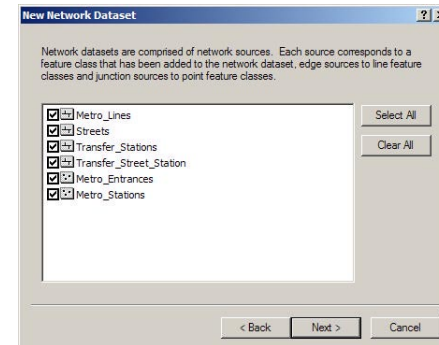 New Network Dataset
Network datasets are comprised of network sources. Each source corresponds to a
feature class that has been added to the network dataset, edge sources to line feature
classes and junction sources to point feature classes.
Metro_Lines
Streets
Transfer_Stations
Transfer_Street_Station
Metro_Entrances
Metro_Stations
Select All
Clear All
< Back
Next >
Cancel